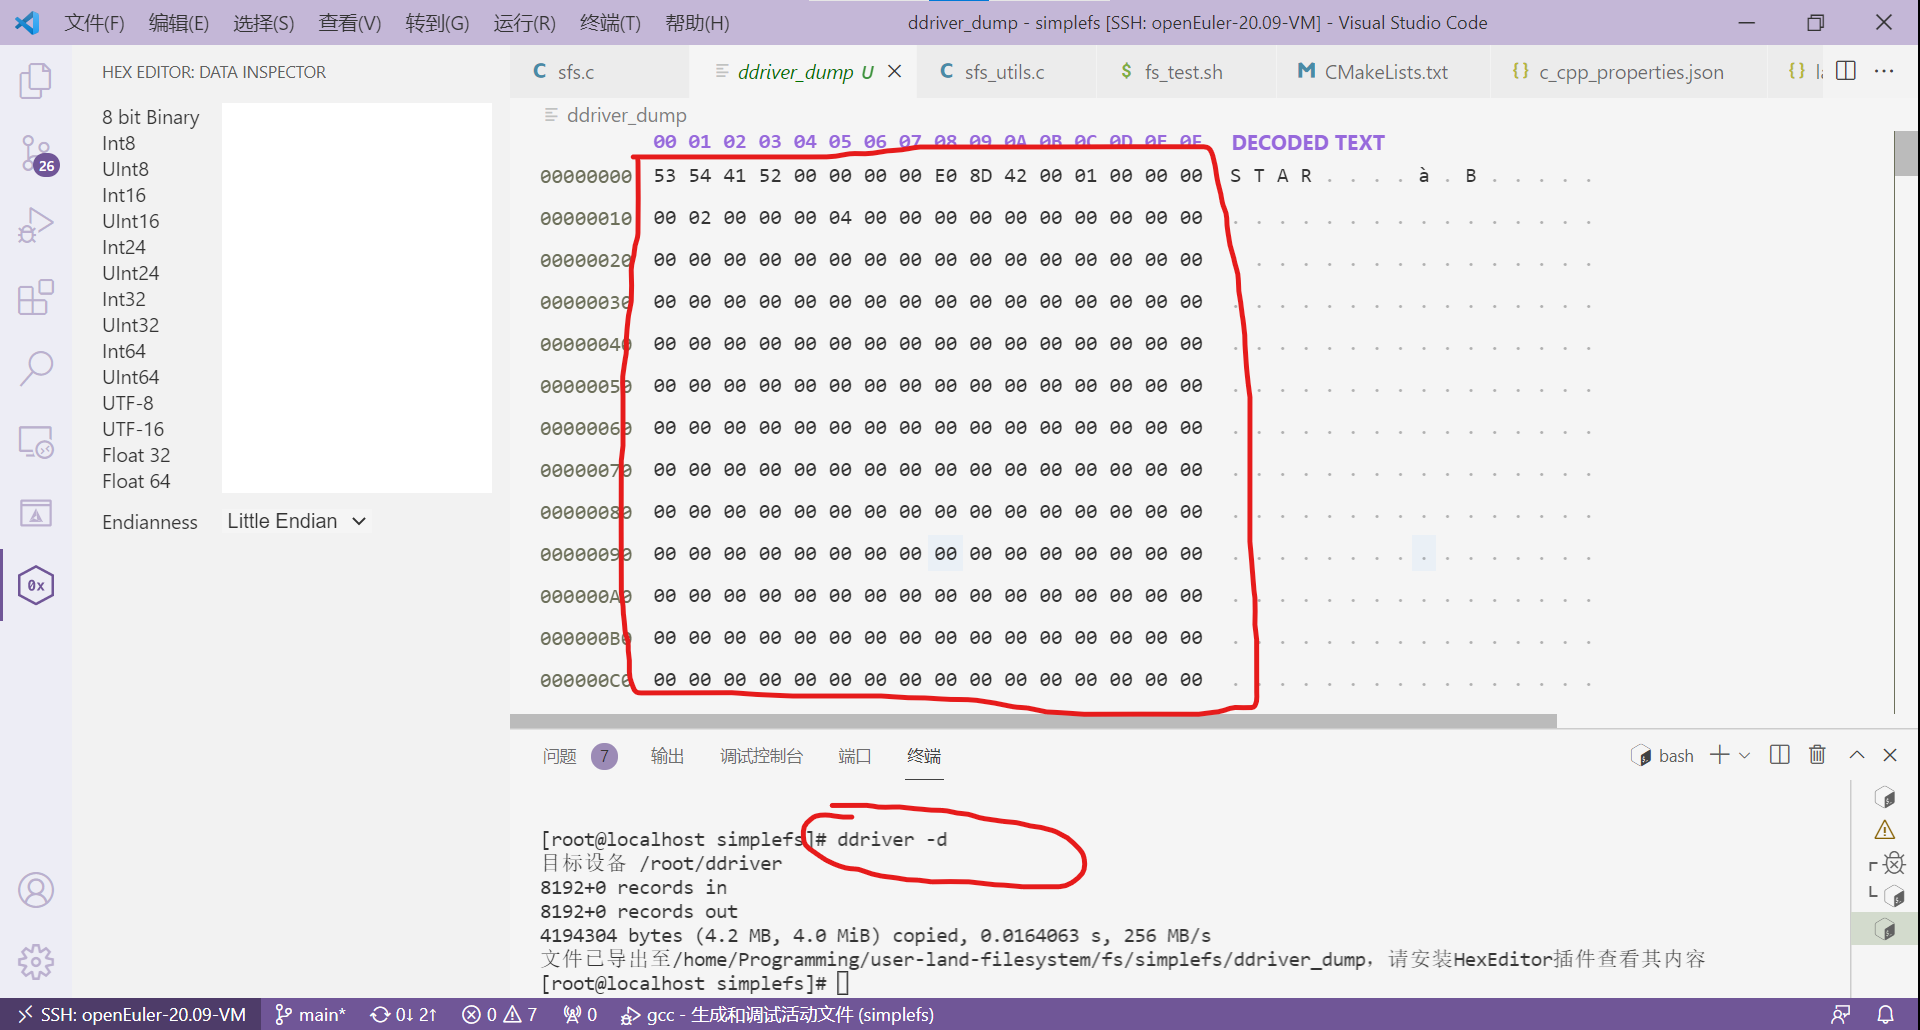 文件(F) 编辑(E) 选择(S) 查看(V) 转到(G) 运行(R) 终端(T) 帮助(H) ddriver_dump - simplefs [SSH: openEuler-20.09-VM] - Visual Studio Code
HEX EDITOR: DATA INSPECTOR
8 bit Binary
Int8
UInt8
Int16
UInt16
Int24
UInt24
Int32
UInt32
Int64
UInt64
UTF-8
UTF-16
Float 32
Float 64
Endianness Little Endian
26
0x
C sfs.c ddriver_dump U C sfs_utils.c $ fs_test.sh M CMakeLists.txt {} c_cpp_properties.json {}
ddriver_dump
00 01 02 03 04 05 06 07 08 09 0A 0B 0C 0D 0E 0F DECODED TEXT
00000000 53 54 41 52 00 00 00 00 E0 8D 42 00 01 00 00 00 S T A R . . . . à . B . . . . .
00000010 00 02 00 00 00 04 00 00 00 00 00 00 00 00 00 00 . . . . . . . . . . . . . . . .
00000020 00 00 00 00 00 00 00 00 00 00 00 00 00 00 00 00 . . . . . . . . . . . . . . . .
00000030 00 00 00 00 00 00 00 00 00 00 00 00 00 00 00 00 . . . . . . . . . . . . . . . .
00000040 00 00 00 00 00 00 00 00 00 00 00 00 00 00 00 00 . . . . . . . . . . . . . . . .
00000050 00 00 00 00 00 00 00 00 00 00 00 00 00 00 00 00 . . . . . . . . . . . . . . . .
00000060 00 00 00 00 00 00 00 00 00 00 00 00 00 00 00 00 . . . . . . . . . . . . . . . .
00000070 00 00 00 00 00 00 00 00 00 00 00 00 00 00 00 00 . . . . . . . . . . . . . . . .
00000080 00 00 00 00 00 00 00 00 00 00 00 00 00 00 00 00 . . . . . . . . . . . . . . . .
00000090 00 00 00 00 00 00 00 00 00 00 00 00 00 00 00 00 . . . . . . . . . . . . . . . .
000000A0 00 00 00 00 00 00 00 00 00 00 00 00 00 00 00 00 . . . . . . . . . . . . . . . .
000000B0 00 00 00 00 00 00 00 00 00 00 00 00 00 00 00 00 . . . . . . . . . . . . . . . .
000000C0 00 00 00 00 00 00 00 00 00 00 00 00 00 00 00 00 . . . . . . . . . . . . . . . .
问题 7 输出 调试控制台 端口 终端 bash
[root@localhost simplefs]# ddriver -d
目标设备 /root/ddriver
8192+0 records in
8192+0 records out
4194304 bytes (4.2 MB, 4.0 MiB) copied, 0.0164063 s, 256 MB/s
文件已导出至/home/Programming/user-land-filesystem/fs/simplefs/ddriver_dump，请安装HexEditor插件查看其内容
[root@localhost simplefs]#
SSH: openEuler-20.09-VM main* 0↓ 2↑ 0 7 0 gcc - 生成和调试活动文件 (simplefs)